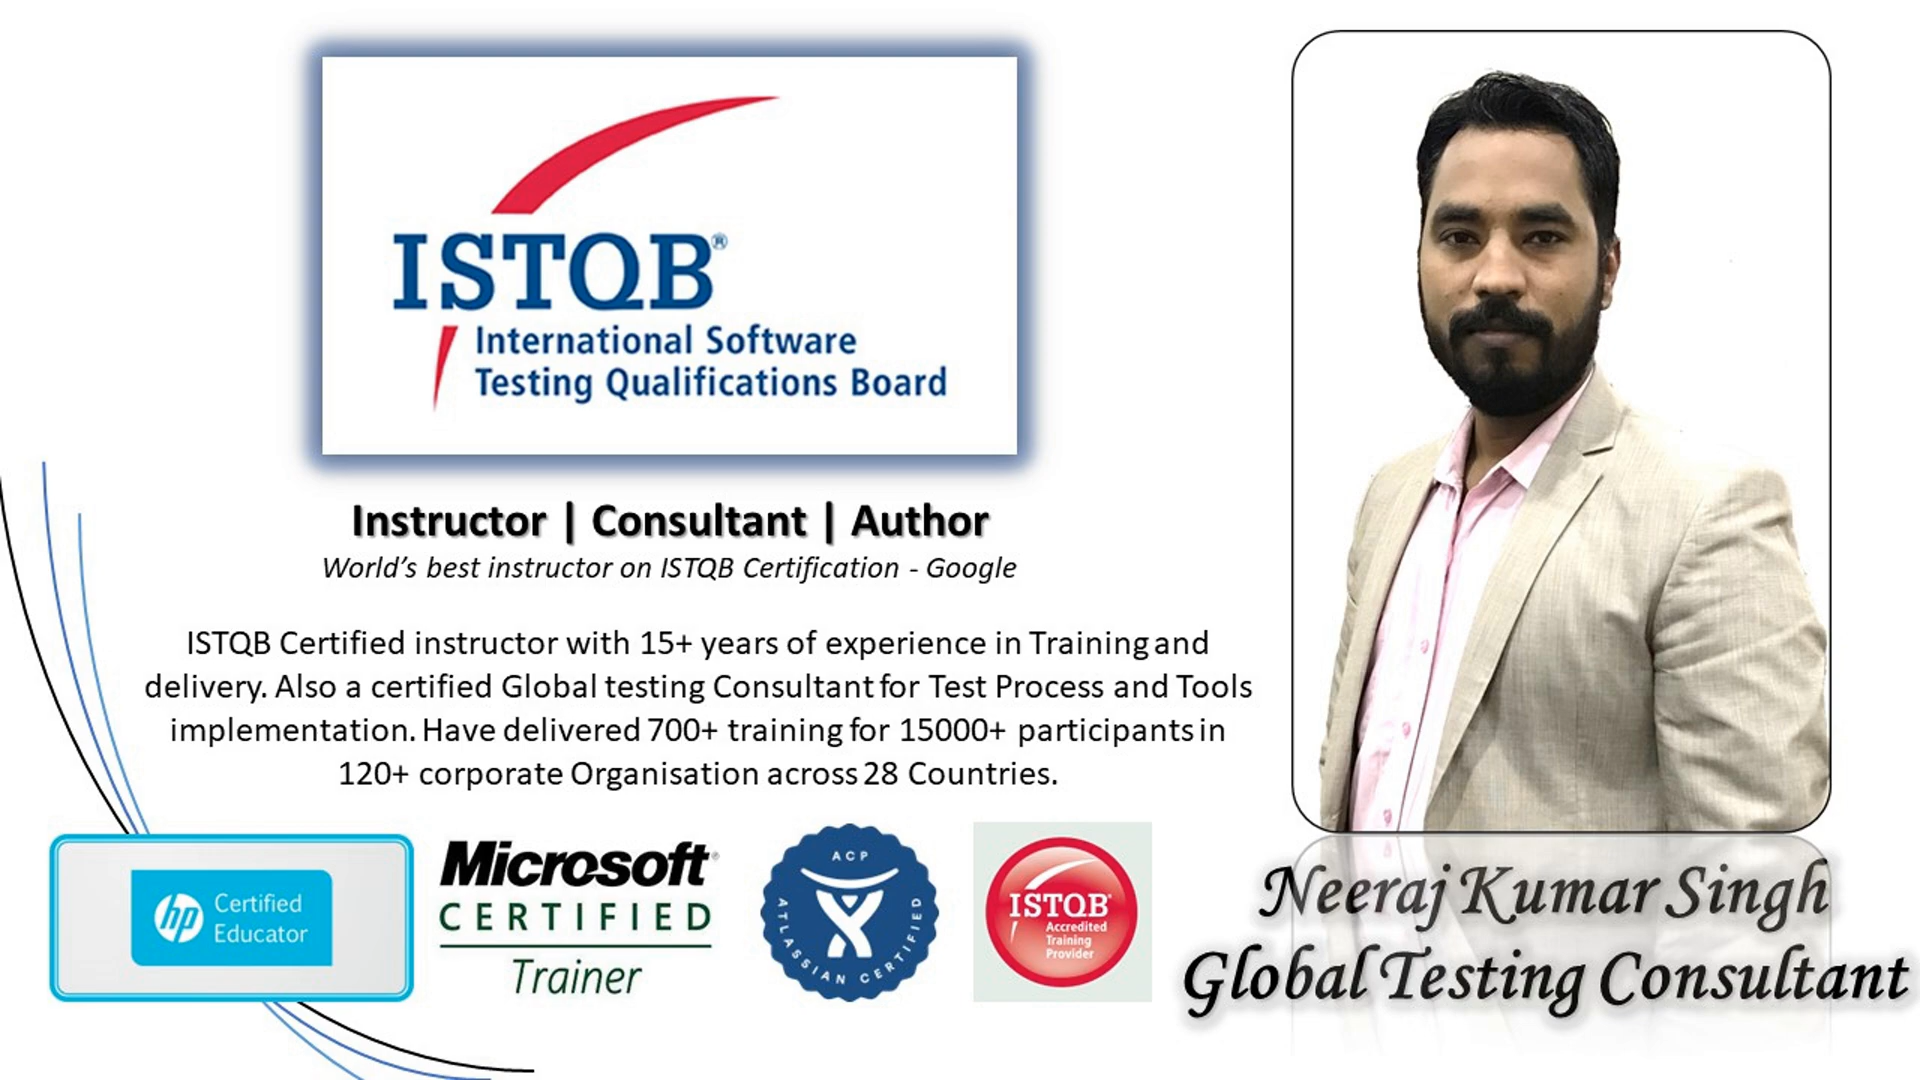 ISTQB®
International Software
Testing Qualifications Board
Instructor | Consultant | Author
World's best instructor on ISTQB Certification - Google
ISTQB Certified instructor with 15+ years of experience in Training and
delivery. Also a certified Global testing Consultant for Test Process and Tools
implementation. Have delivered 700+ training for 15000+ participants in
120+ corporate Organisation across 28 Countries.
hp
Certified
Educator
Microsoft®
CERTIFIED
Trainer
ACP
ATLASSIAN CERTIFIED
ISTQB®
Accredited
Training
Provider
Neeraj Kumar Singh
Global Testing Consultant